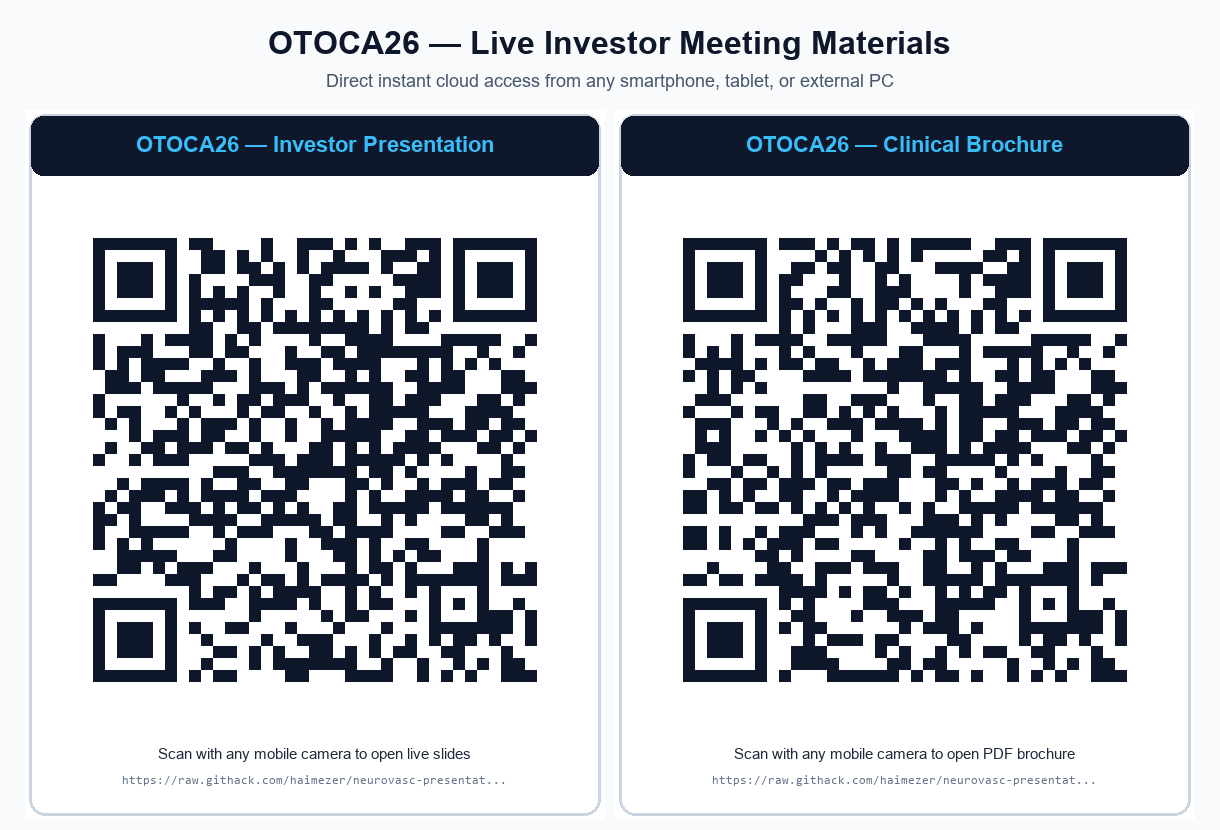 OTOCA26 — Live Investor Meeting Materials
Direct instant cloud access from any smartphone, tablet, or external PC
OTOCA26 — Investor Presentation
Scan with any mobile camera to open live slides
https://raw.githack.com/haimezer/neurovasc-presentat...
OTOCA26 — Clinical Brochure
Scan with any mobile camera to open PDF brochure
https://raw.githack.com/haimezer/neurovasc-presentat...